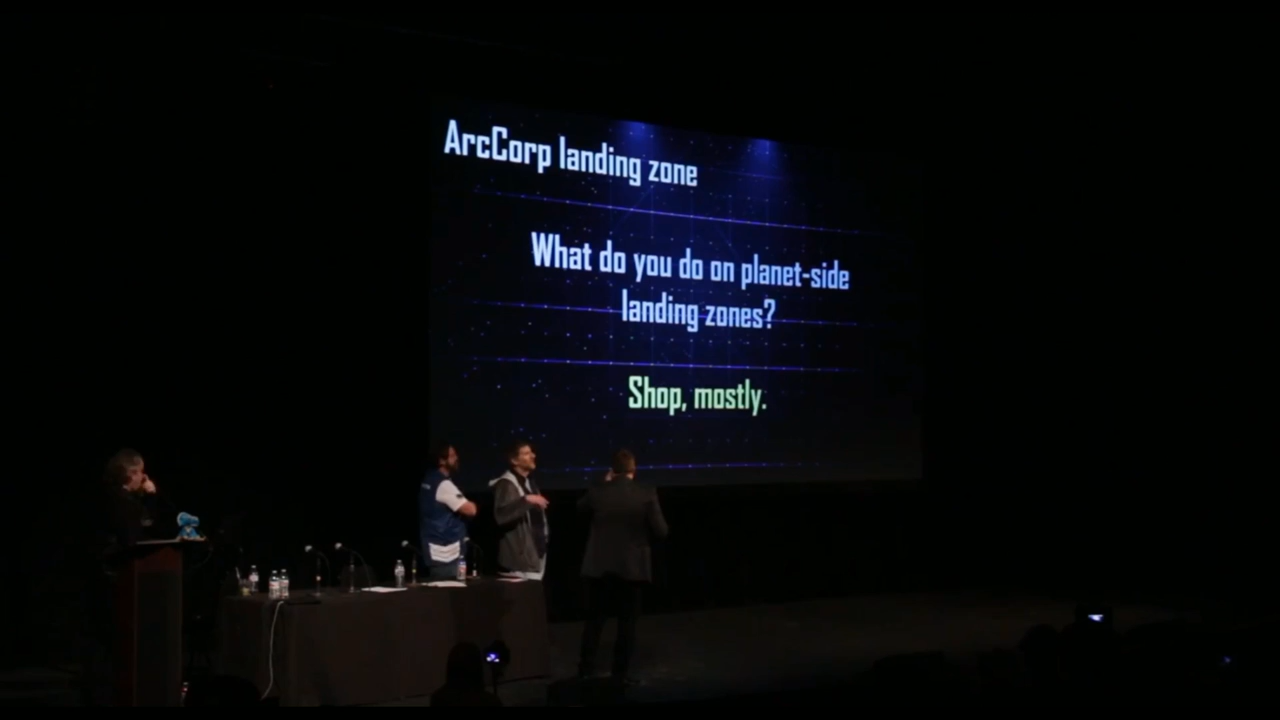 ArcCorp landing zone
What do you do on planet-side
landing zones?
Shop, mostly.